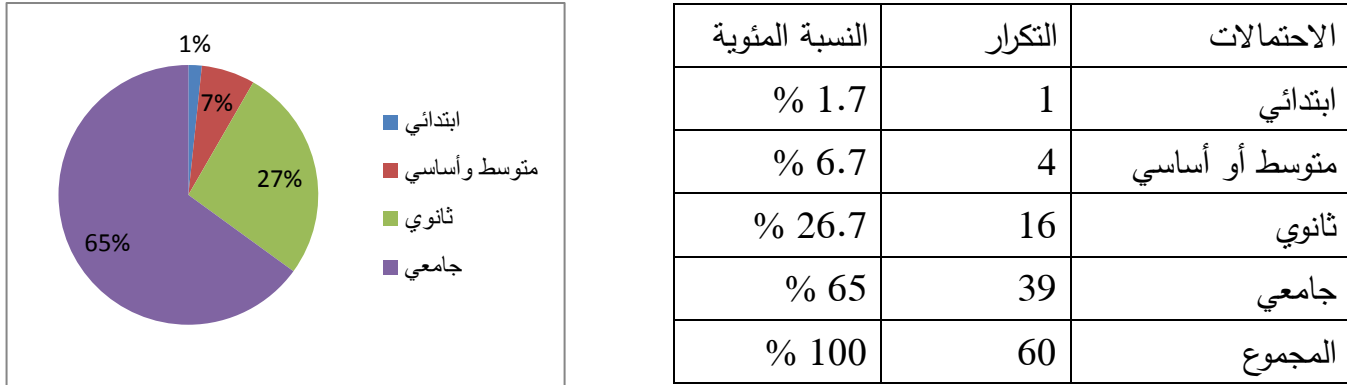 1%
7%
27%
65%
ابتدائي
متوسط وأساسي
ثانوي
جامعي
الاحتمالات التكرار النسبة المئوية
ابتدائي 1 1.7 %
متوسط أو أساسي 4 6.7 %
ثانوي 16 26.7 %
جامعي 39 65 %
المجموع 60 100 %